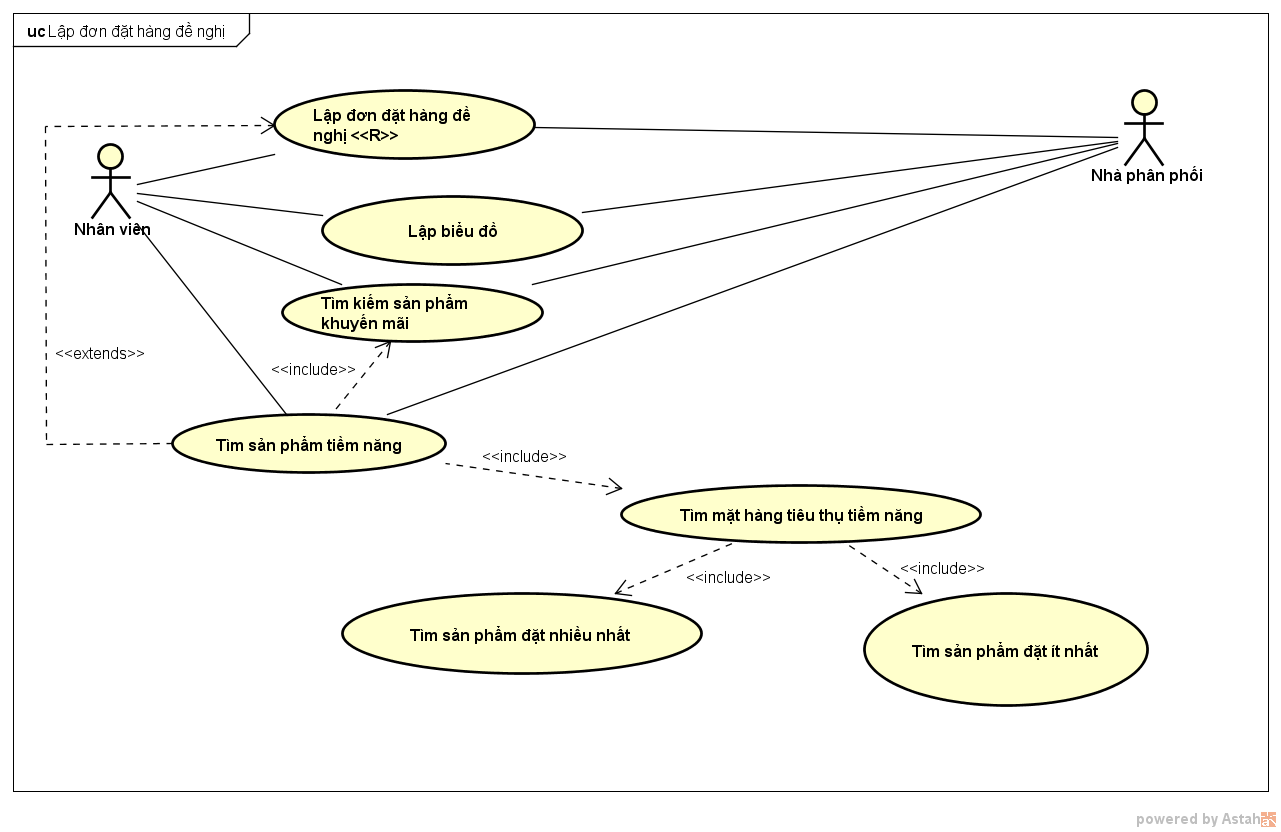 uc Lập đơn đặt hàng đề nghị
Lập đơn đặt hàng đề
nghị <<R>>
Nhân viên
Nhà phân phối
Lập biểu đồ
Tìm kiếm sản phẩm
khuyến mãi
<<extends>>
<<include>>
Tìm sản phẩm tiềm năng
<<include>>
Tìm mặt hàng tiêu thụ tiềm năng
<<include>>
<<include>>
Tìm sản phẩm đặt nhiều nhất
Tìm sản phẩm đặt ít nhất
powered by Astah